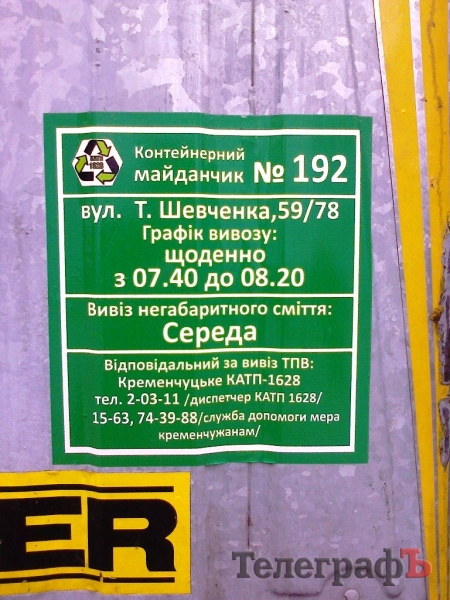 КАТП
1628
Контейнерний
майданчик № 192
вул. Т. Шевченка,59/78
Графік вивозу:
щоденно
з 07.40 до 08.20
Вивіз негабаритного сміття:
Середа
Відповідальний за вивіз ТПВ:
Кременчуцьке КАТП-1628
тел. 2-03-11 /диспетчер КАТП 1628/
15-63, 74-39-88/служба допомоги мера
кременчужанам/
ER
ТелеграфЪ